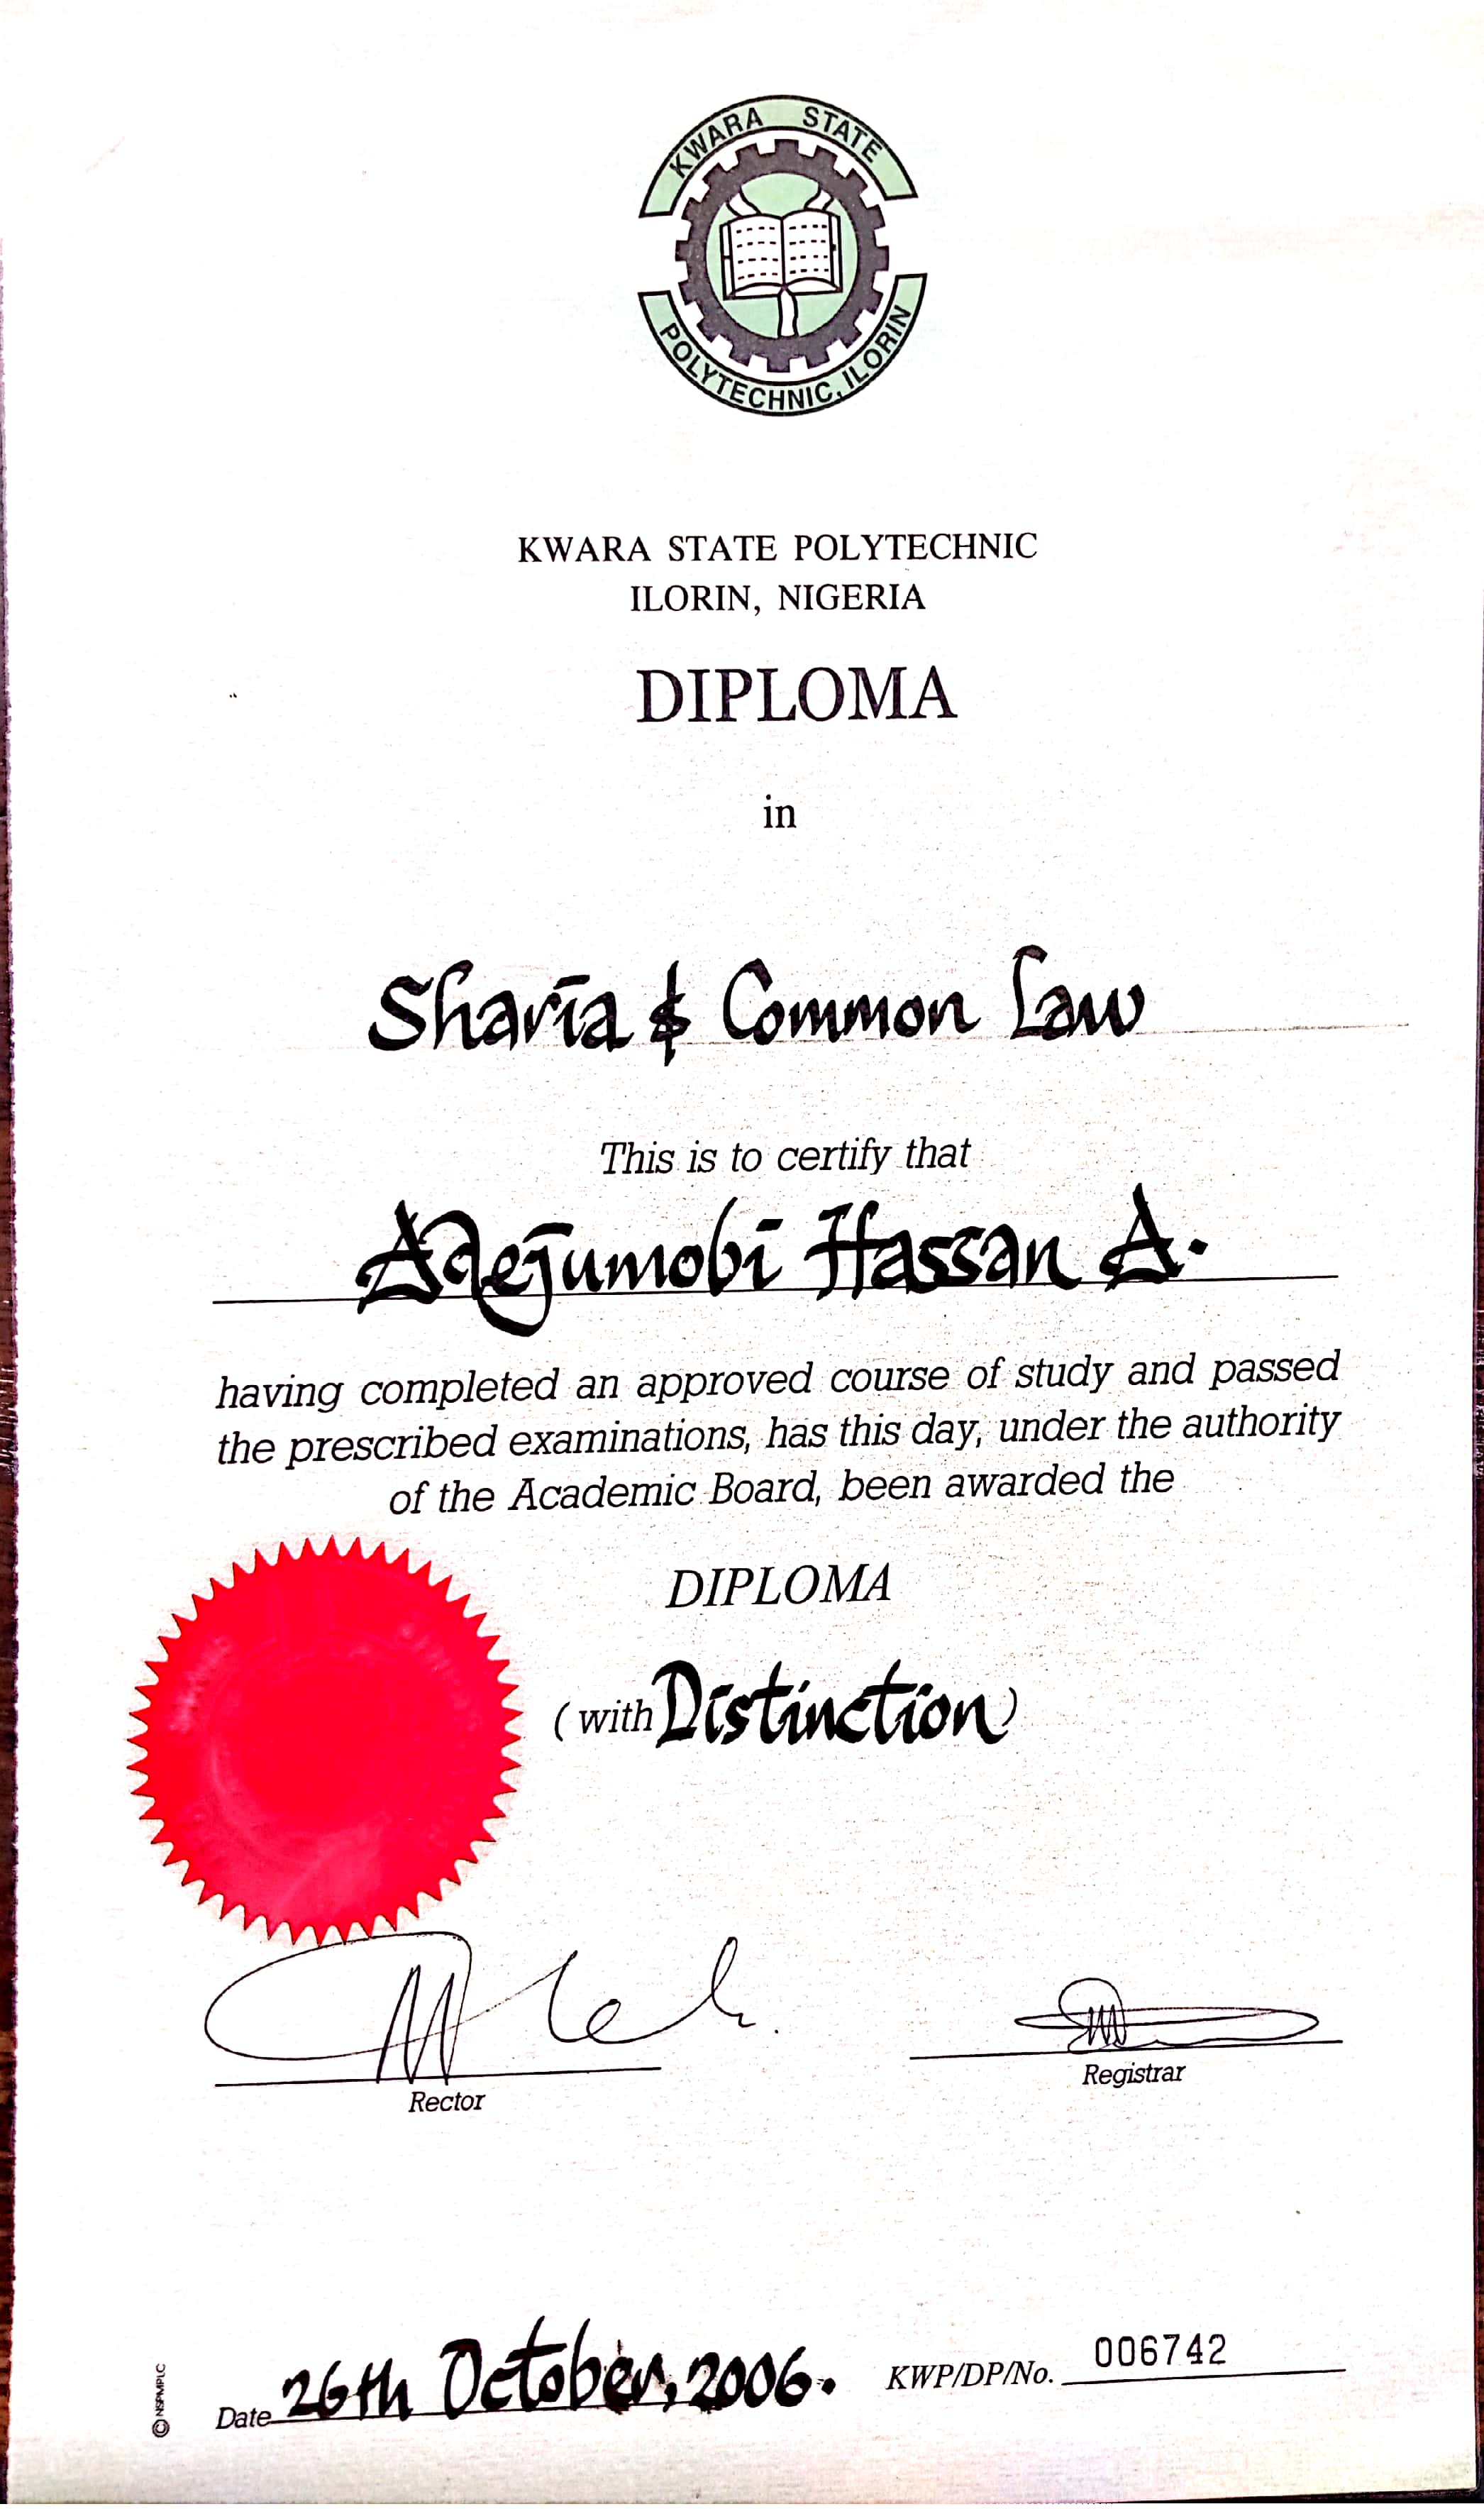 KWARA STATE
POLYTECHNIC, ILORIN
KWARA STATE POLYTECHNIC
ILORIN, NIGERIA
DIPLOMA
in
Sharia & Common Law
This is to certify that
Adejumobi Hassan A.
having completed an approved course of study and passed
the prescribed examinations, has this day, under the authority
of the Academic Board, been awarded the
DIPLOMA
(with Distinction)
Rector
Registrar
Date 26th October, 2006.
KWP/DP/No. 006742
© NSPMPLC